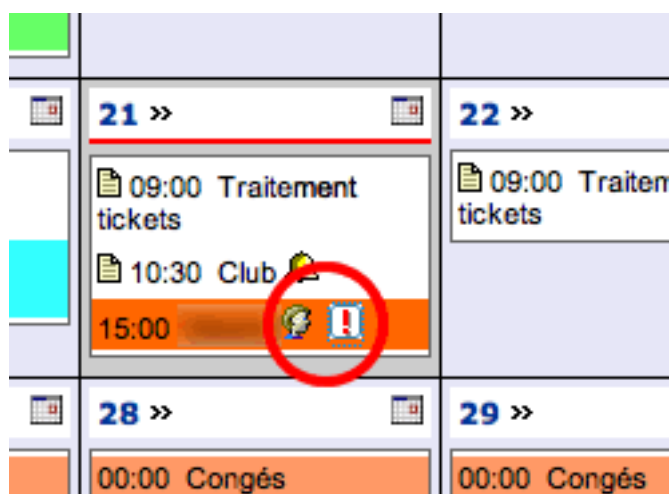 21 »
22 »
09:00 Traitement
tickets
09:00 Traitem
tickets
10:30 Club
15:00
28 »
29 »
00:00 Congés
00:00 Congés